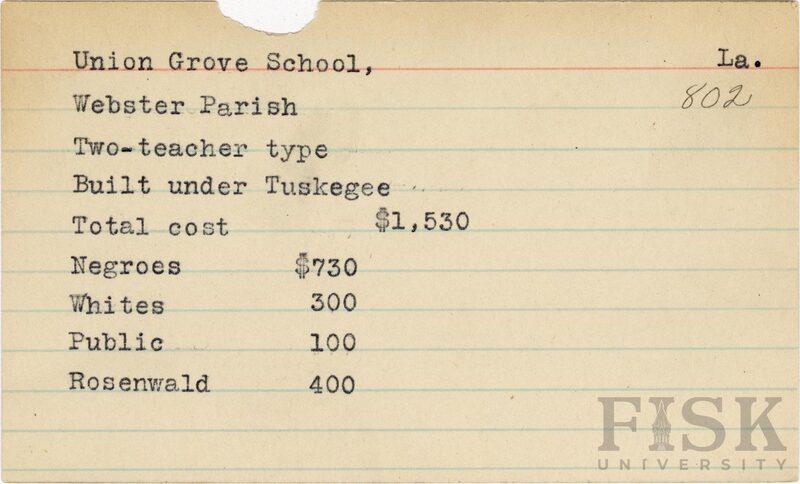 Union Grove School, La.
802
Webster Parish
Two-teacher type
Built under Tuskegee
Total cost $1,530
Negroes $730
Whites 300
Public 100
Rosenwald 400
FISK
UNIVERSITY